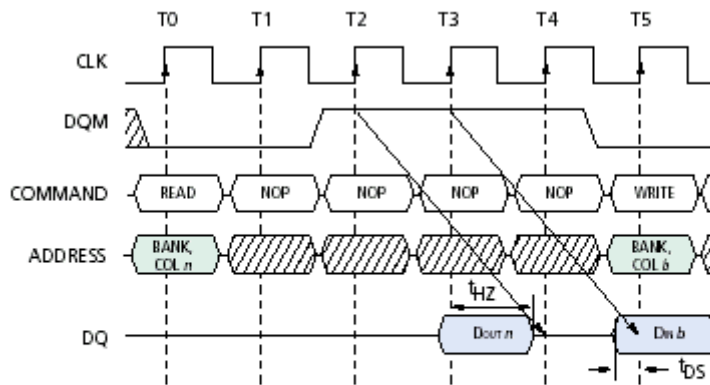 T0 T1 T2 T3 T4 T5
CLK
DQM
COMMAND READ NOP NOP NOP NOP WRITE
ADDRESS BANK, COL n BANK, COL b
tHZ
DQ DOUT n DIN b
tDS